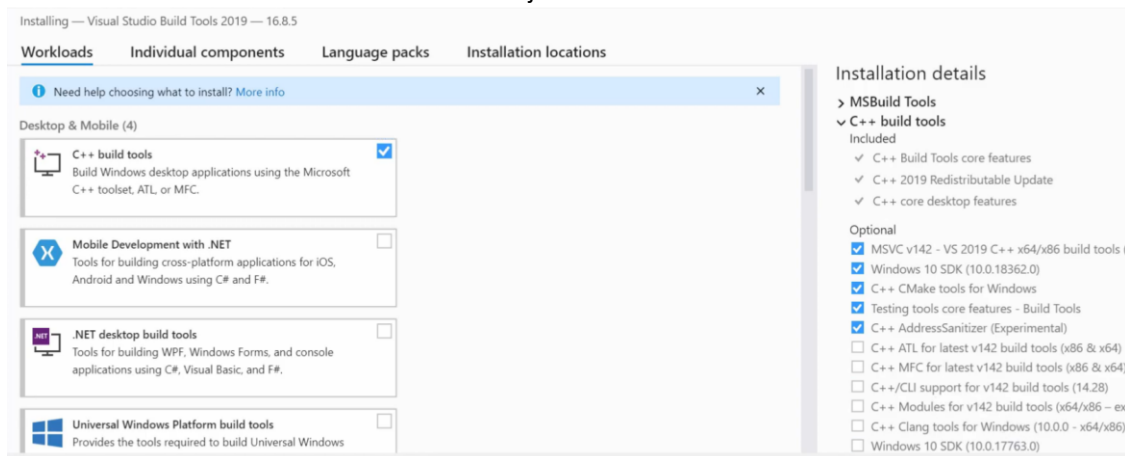 Installing — Visual Studio Build Tools 2019 — 16.8.5
Workloads Individual components Language packs Installation locations
Need help choosing what to install? More info
Desktop & Mobile (4)
C++ build tools
Build Windows desktop applications using the Microsoft
C++ toolset, ATL, or MFC.
Mobile Development with .NET
Tools for building cross-platform applications for iOS,
Android and Windows using C# and F#.
.NET
.NET desktop build tools
Tools for building WPF, Windows Forms, and console
applications using C#, Visual Basic, and F#.
Universal Windows Platform build tools
Provides the tools required to build Universal Windows
Installation details
MSBuild Tools
C++ build tools
Included
C++ Build Tools core features
C++ 2019 Redistributable Update
C++ core desktop features
Optional
MSVC v142 - VS 2019 C++ x64/x86 build tools (
Windows 10 SDK (10.0.18362.0)
C++ CMake tools for Windows
Testing tools core features - Build Tools
C++ AddressSanitizer (Experimental)
C++ ATL for latest v142 build tools (x86 & x64)
C++ MFC for latest v142 build tools (x86 & x64)
C++/CLI support for v142 build tools (14.28)
C++ Modules for v142 build tools (x64/x86 – ex
C++ Clang tools for Windows (10.0.0 - x64/x86)
Windows 10 SDK (10.0.17763.0)